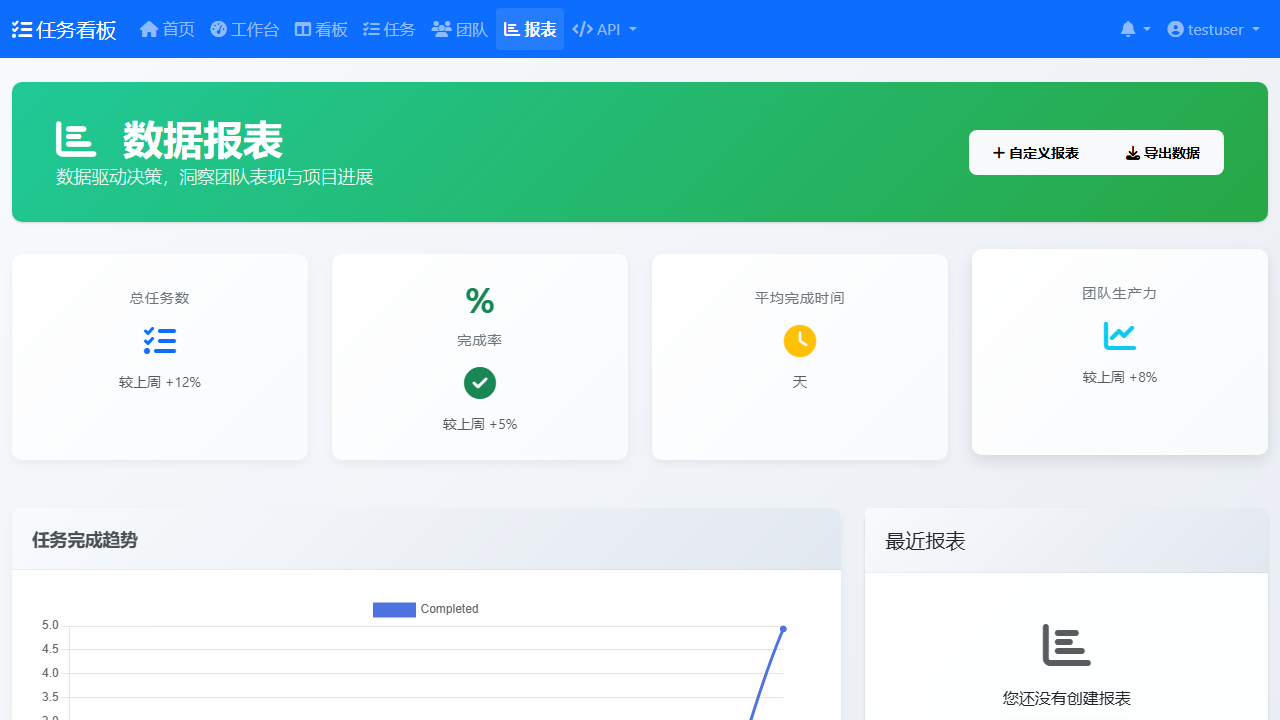 任务看板 首页 工作台 看板 任务 团队 报表 API testuser
数据报表
数据驱动决策，洞察团队表现与项目进展
自定义报表 导出数据
总任务数
较上周 +12%
%
完成率
较上周 +5%
平均完成时间
天
团队生产力
较上周 +8%
任务完成趋势
Completed
5.0
4.5
4.0
3.5
最近报表
您还没有创建报表